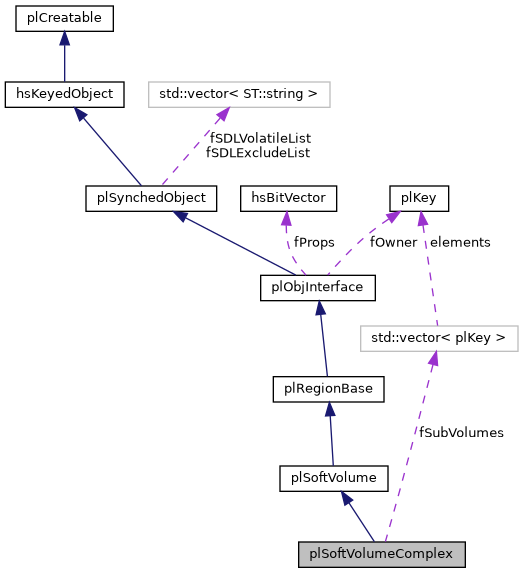 plCreatable
hsKeyedObject
std::vector< ST::string >
fSDLVolatileList
fSDLExcludeList
plSynchedObject
hsBitVector
plKey
fProps
fOwner
elements
plObjInterface
std::vector< plKey >
plRegionBase
fSubVolumes
plSoftVolume
plSoftVolumeComplex